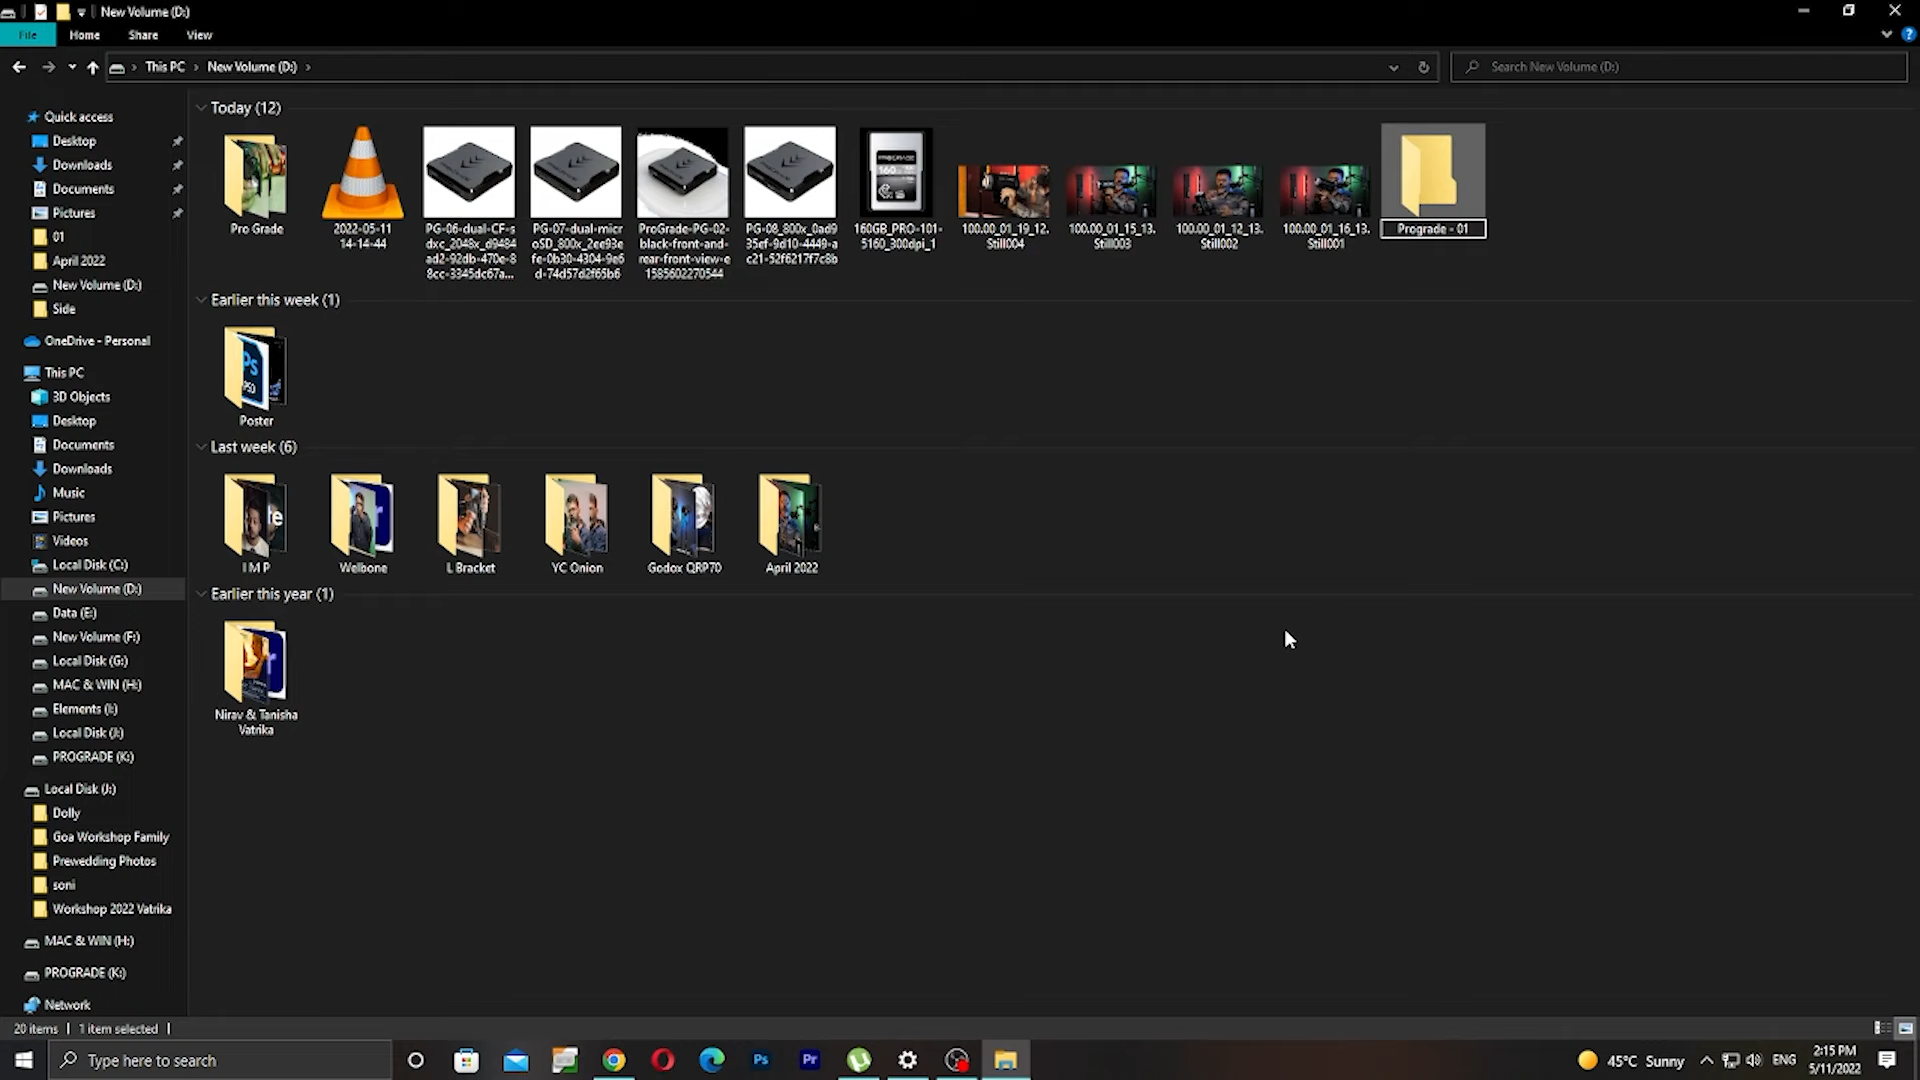 New Volume (D:)
File
Home
Share
View
This PC
New Volume (D:)
Search New Volume (D:)
Quick access
Desktop
Downloads
Documents
Pictures
01
April 2022
New Volume (D:)
Side
OneDrive - Personal
This PC
3D Objects
Desktop
Documents
Downloads
Music
Pictures
Videos
Local Disk (C:)
New Volume (D:)
Data (E:)
New Volume (F:)
Local Disk (G:)
MAC & WIN (H:)
Elements (I:)
Local Disk (J:)
PROGRADE (K:)
Local Disk (J:)
Dolly
Goa Workshop Family
Prewedding Photos
soni
Workshop 2022 Vatrika
MAC & WIN (H:)
PROGRADE (K:)
Network
Today (12)
Pro Grade
2022-05-11
14-14-44
PG-06-dual-CF-s
dxc_2048x_d9484
ad2-92db-470e-8
8cc-3345dc67a...
PG-07-dual-micr
oSD_800x_2ee93e
fe-0b30-4304-9e6
d-74d57d2f65b6
ProGrade-PG-02-
black-front-and-
rear-front-view-e
1585602270544
PG-08_800x_0ad9
35ef-9d10-4449-a
c21-52f6217f7c8b
PROGRADE
160
160GB_PRO-101-
5160_300dpi_1
100.00_01_19_12.
Still004
100.00_01_15_13.
Still003
100.00_01_12_13.
Still002
100.00_01_16_13.
Still001
Prograde - 01
Earlier this week (1)
Ps
PSD
Poster
Last week (6)
te
I M P
r
Welbone
L Bracket
YC Onion
Godox QRP70
April 2022
Earlier this year (1)
r
Nirav & Tanisha
Vatrika
20 items
1 item selected
Type here to search
Ps
Pr
45°C Sunny
ENG
2:15 PM
5/11/2022